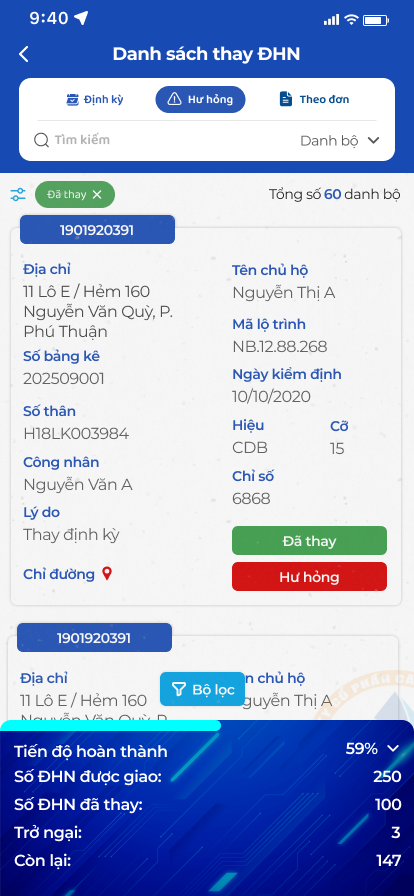 9:40
Danh sách thay ĐHN
Định kỳ
Hư hỏng
Theo đơn
Tìm kiếm
Danh bộ
Đã thay
Tổng số 60 danh bộ
1901920391
Địa chỉ
11 Lô E / Hẻm 160
Nguyễn Văn Quỳ, P.
Phú Thuận
Số bảng kê
202509001
Số thân
H18LK003984
Công nhân
Nguyễn Văn A
Lý do
Thay định kỳ
Chỉ đường
Tên chủ hộ
Nguyễn Thị A
Mã lộ trình
NB.12.88.268
Ngày kiểm định
10/10/2020
Hiệu
Cỡ
CDB
15
Chỉ số
6868
Đã thay
Hư hỏng
1901920391
Địa chỉ
11 Lô E / Hẻm 160
Nguyễn Văn Quỳ, P.
chủ hộ
guyễn Thị A
Bộ lọc
Tiến độ hoàn thành
59%
Số ĐHN được giao:
250
Số ĐHN đã thay:
100
Trở ngại:
3
Còn lại:
147